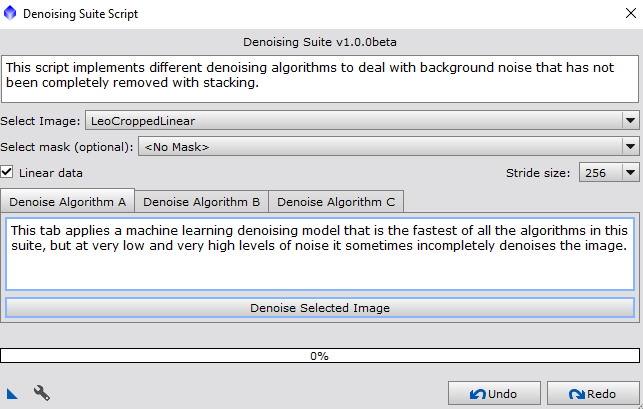 Denoising Suite Script
Denoising Suite v1.0.0beta
This script implements different denoising algorithms to deal with background noise that has not
been completely removed with stacking.
Select Image: LeoCroppedLinear
Select mask (optional): <No Mask>
Linear data Stride size: 256
Denoise Algorithm A Denoise Algorithm B Denoise Algorithm C
This tab applies a machine learning denoising model that is the fastest of all the algorithms in this
suite, but at very low and very high levels of noise it sometimes incompletely denoises the image.
Denoise Selected Image
0%
Undo Redo